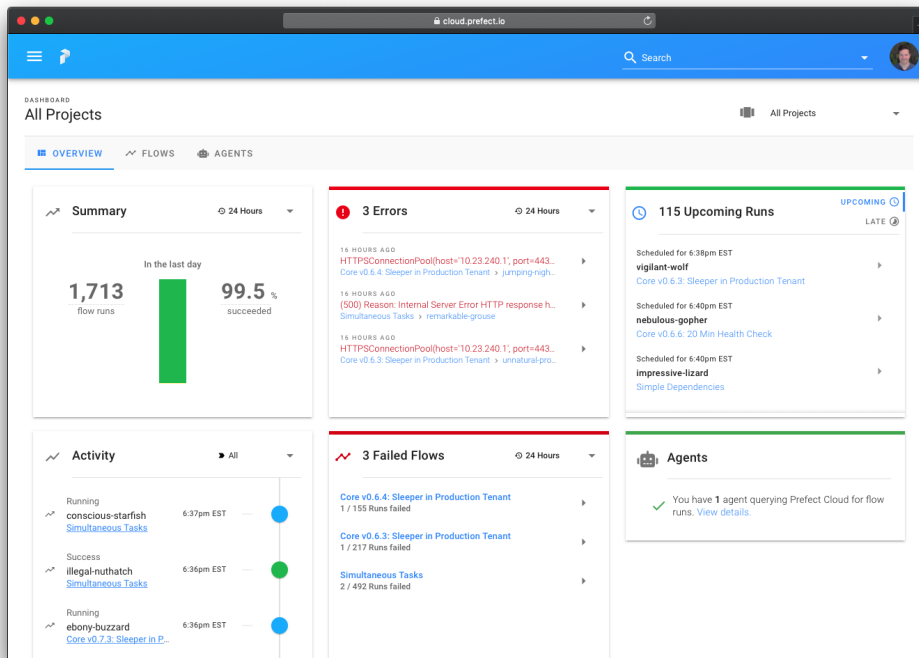 cloud.prefect.io
Search
DASHBOARD
All Projects
All Projects
OVERVIEW
FLOWS
AGENTS
Summary
24 Hours
In the last day
1,713
flow runs
99.5 %
succeeded
3 Errors
24 Hours
16 HOURS AGO
HTTPSConnectionPool(host='10.23.240.1', port=443...
Core v0.6.4: Sleeper in Production Tenant > jumping-nigh...
16 HOURS AGO
(500) Reason: Internal Server Error HTTP response h...
Simultaneous Tasks > remarkable-grouse
16 HOURS AGO
HTTPSConnectionPool(host='10.23.240.1', port=443...
Core v0.6.3: Sleeper in Production Tenant > unnatural-pro...
115 Upcoming Runs
UPCOMING
LATE
Scheduled for 6:38pm EST
vigilant-wolf
Core v0.6.3: Sleeper in Production Tenant
Scheduled for 6:40pm EST
nebulous-gopher
Core v0.6.6: 20 Min Health Check
Scheduled for 6:40pm EST
impressive-lizard
Simple Dependencies
Activity
All
Running
conscious-starfish
6:37pm EST
Simultaneous Tasks
Success
illegal-nuthatch
6:36pm EST
Simultaneous Tasks
Running
ebony-buzzard
6:36pm EST
Core v0.7.3: Sleeper in P...
3 Failed Flows
24 Hours
Core v0.6.4: Sleeper in Production Tenant
1 / 155 Runs failed
Core v0.6.3: Sleeper in Production Tenant
1 / 217 Runs failed
Simultaneous Tasks
2 / 492 Runs failed
Agents
You have 1 agent querying Prefect Cloud for flow
runs. View details.